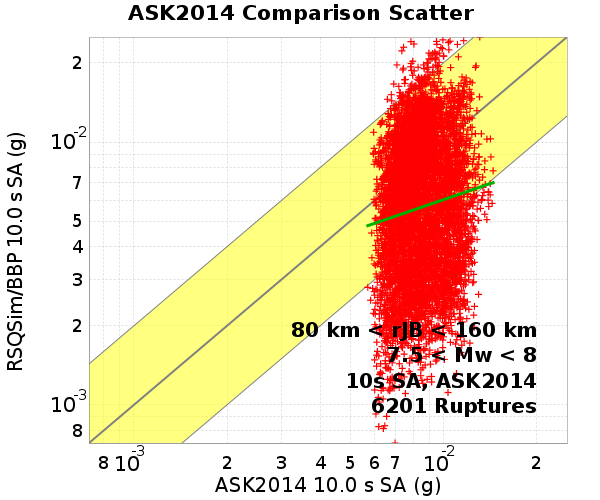 ASK2014 Comparison Scatter
RSQSim/BBP 10.0 s SA (g)
2
10-2
7
5
4
3
2
10-3
8
80 km < rJB < 160 km
7.5 < Mw < 8
10s SA, ASK2014
6201 Ruptures
8 10-3 2 3 4 5 6 7 10-2 2
ASK2014 10.0 s SA (g)